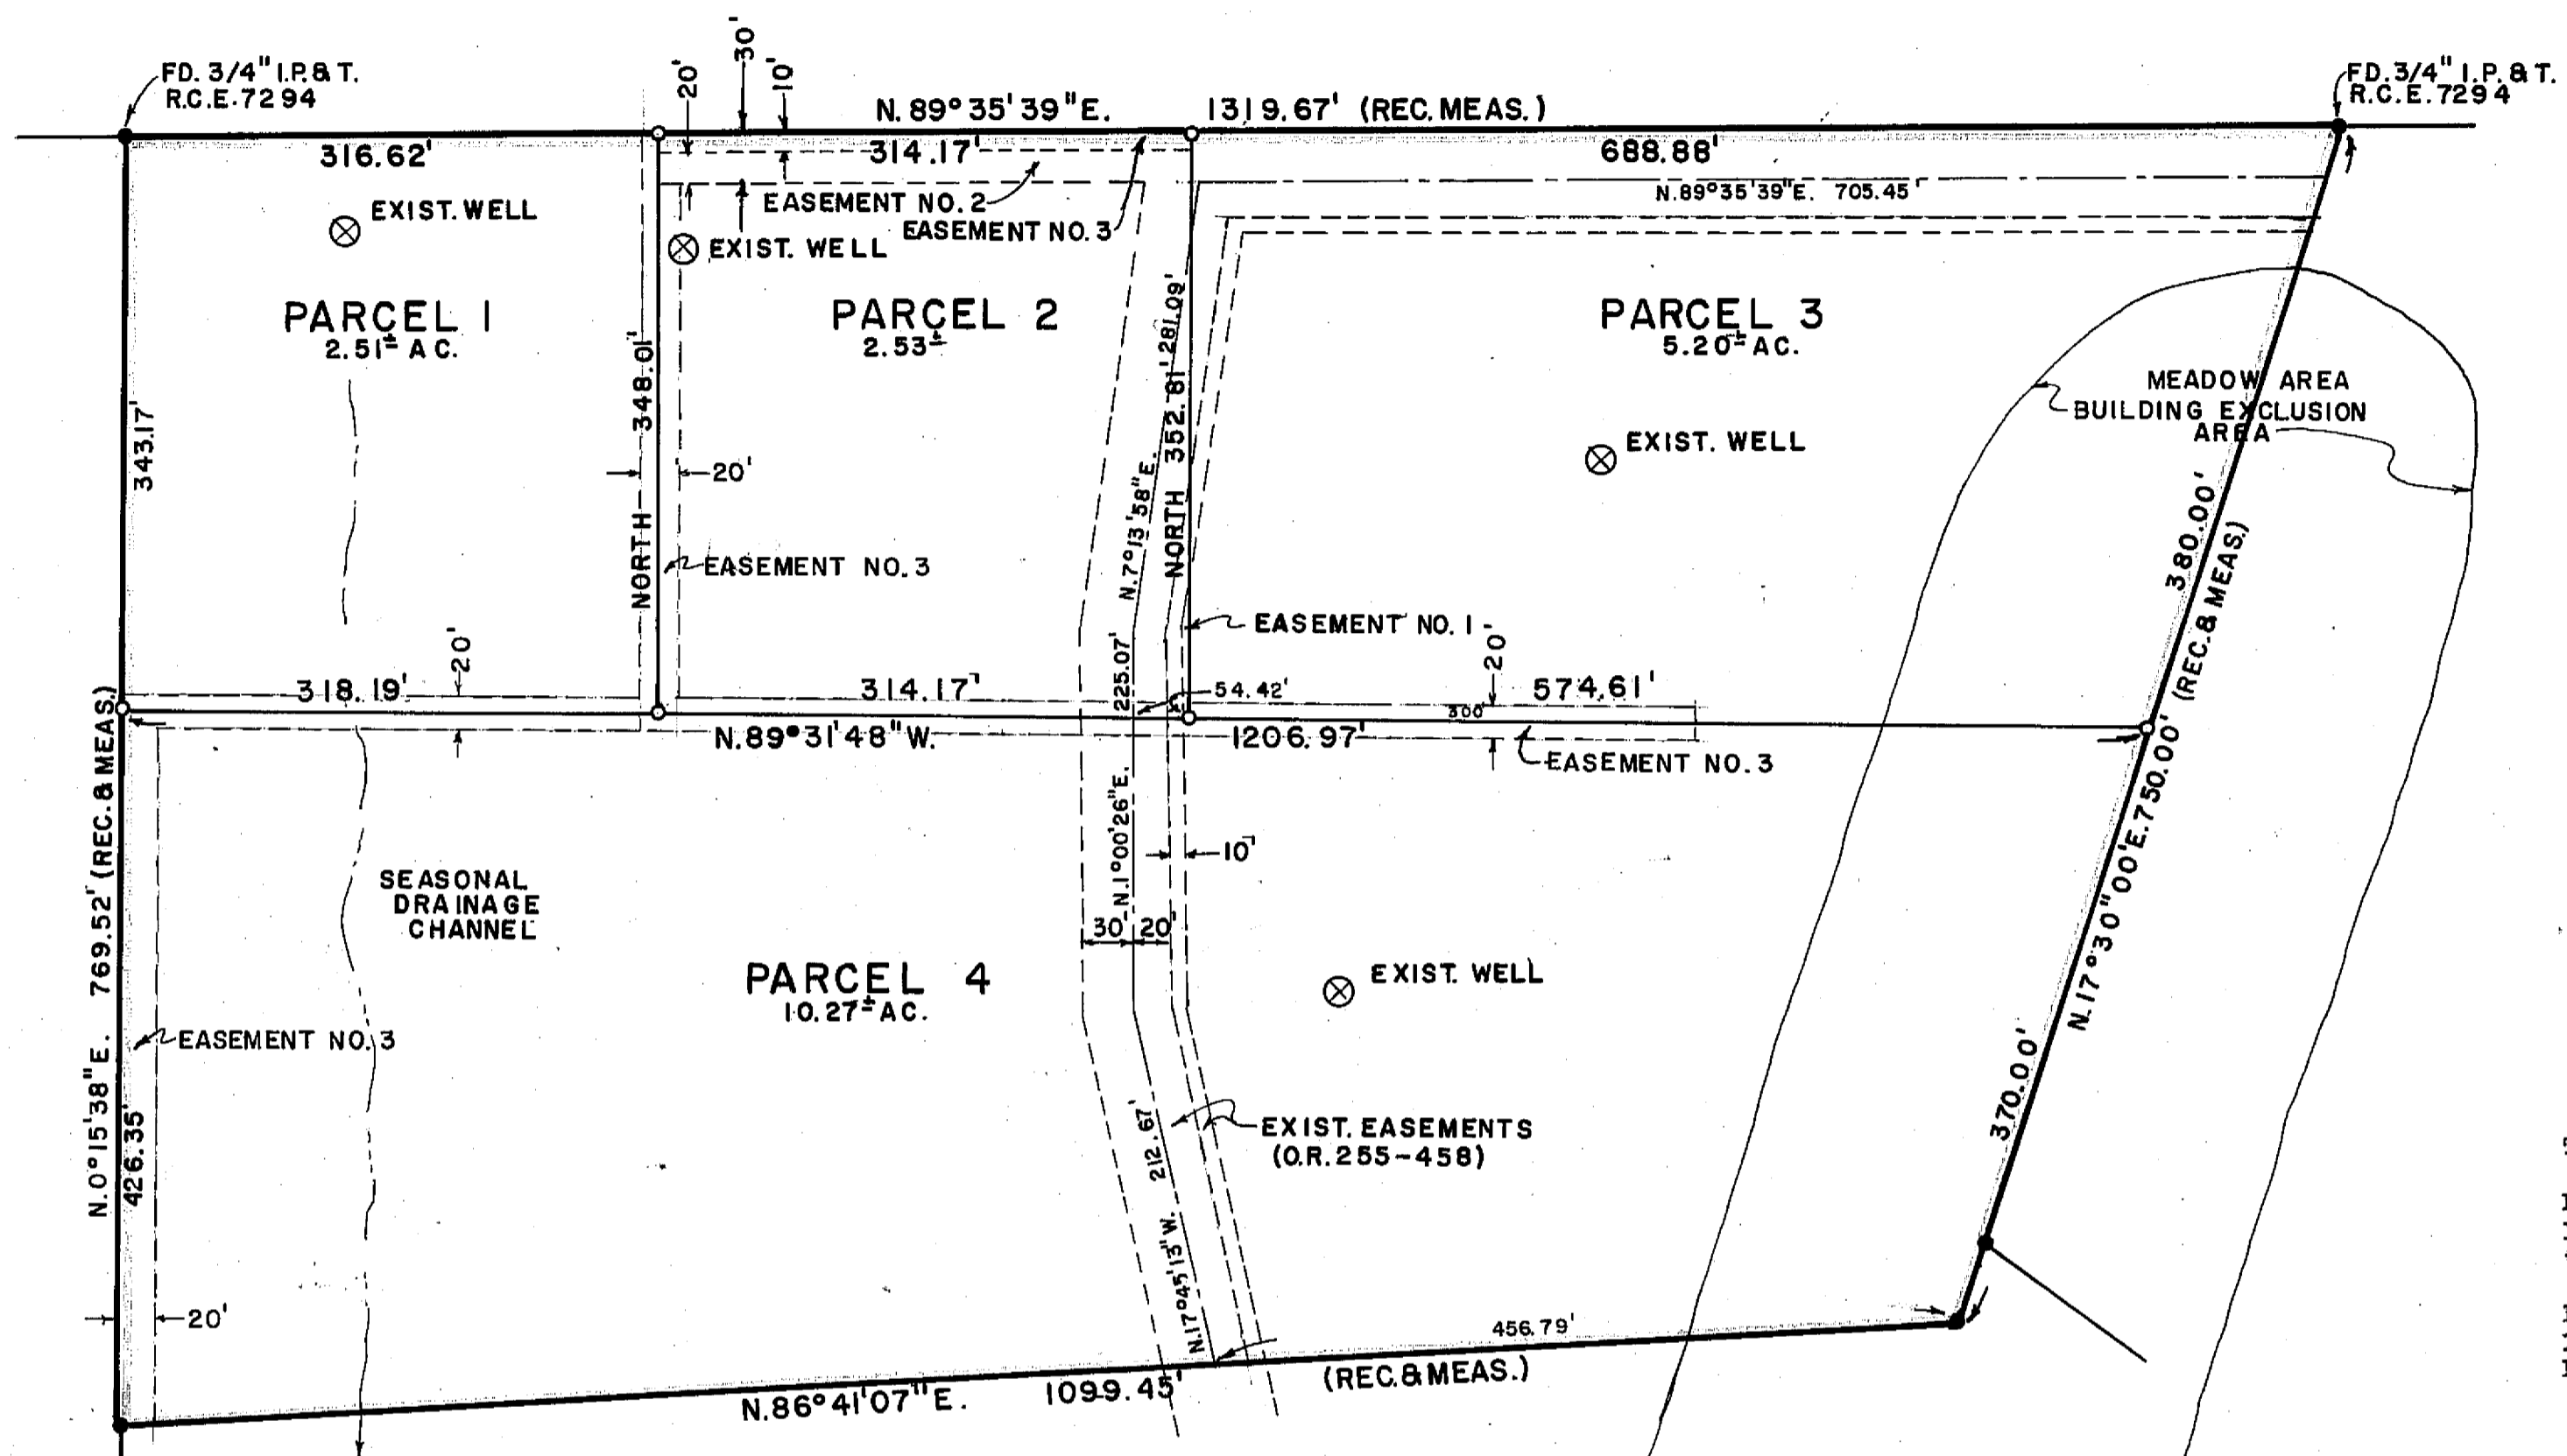 FD. 3/4" I.P. & T.
R.C.E. 7294
20'
30'
10'
N. 89° 35' 39" E. 1319.67' (REC. MEAS.)
FD. 3/4" I.P. & T.
R.C.E. 7294
316.62'
314.17'
688.88'
N. 89° 35' 39" E. 705.45'
EASEMENT NO. 2
EASEMENT NO. 3
EXIST. WELL
EXIST. WELL
PARCEL 1
2.51± AC.
PARCEL 2
2.53±
PARCEL 3
5.20± AC.
MEADOW AREA
BUILDING EXCLUSION
AREA
EXIST. WELL
343.17'
NORTH 348.01'
20'
EASEMENT NO. 3
N. 7° 13' 58" E. 281.09'
NORTH 352.81'
EASEMENT NO. 1
380.00'
20'
318.19'
314.17'
225.07'
54.42'
20'
574.61'
300'
N. 89° 31' 48" W. 1206.97'
EASEMENT NO. 3
N. 17° 30" 00' E. 750.00' (REC. & MEAS.)
N. 0° 15' 38" E. 769.52' (REC. & MEAS.)
N. 1° 00' 26" E.
10'
30' 20'
SEASONAL
DRAINAGE
CHANNEL
PARCEL 4
10.27± AC.
EXIST. WELL
EASEMENT NO. 3
426.35'
370.00'
EXIST. EASEMENTS
(O.R. 255-458)
N. 17° 45' 13" W. 212.67'
20'
456.79'
N. 86° 41' 07" E. 1099.45' (REC. & MEAS.)